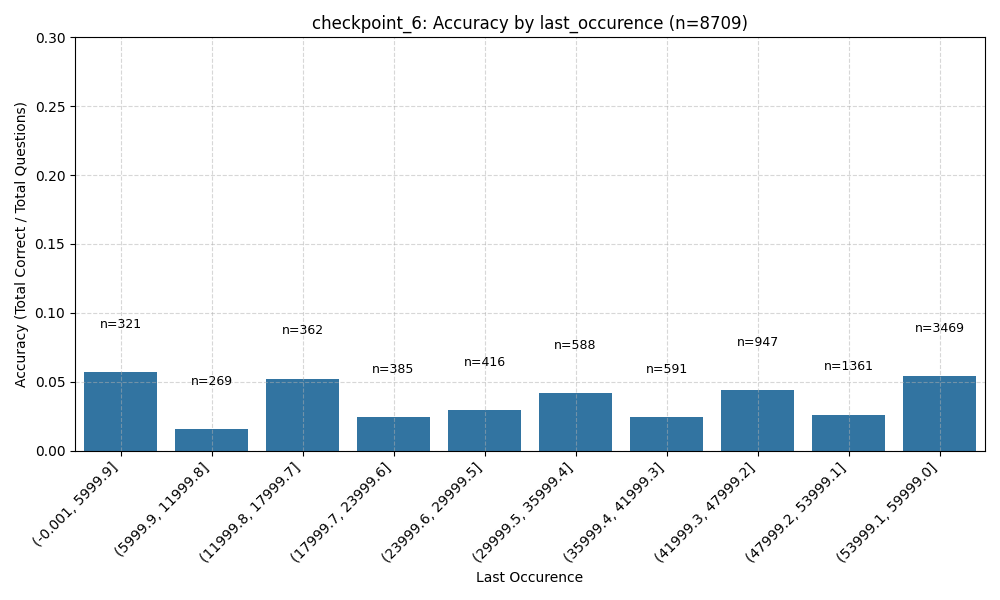 checkpoint_6: Accuracy by last_occurence (n=8709)
Accuracy (Total Correct / Total Questions)
0.30
0.25
0.20
0.15
0.10
0.05
0.00
n=321
n=269
n=362
n=385
n=416
n=588
n=591
n=947
n=1361
n=3469
(-0.001, 5999.9]
(5999.9, 11999.8]
(11999.8, 17999.7]
(17999.7, 23999.6]
(23999.6, 29999.5]
(29999.5, 35999.4]
(35999.4, 41999.3]
(41999.3, 47999.2]
(47999.2, 53999.1]
(53999.1, 59999.0]
Last Occurence